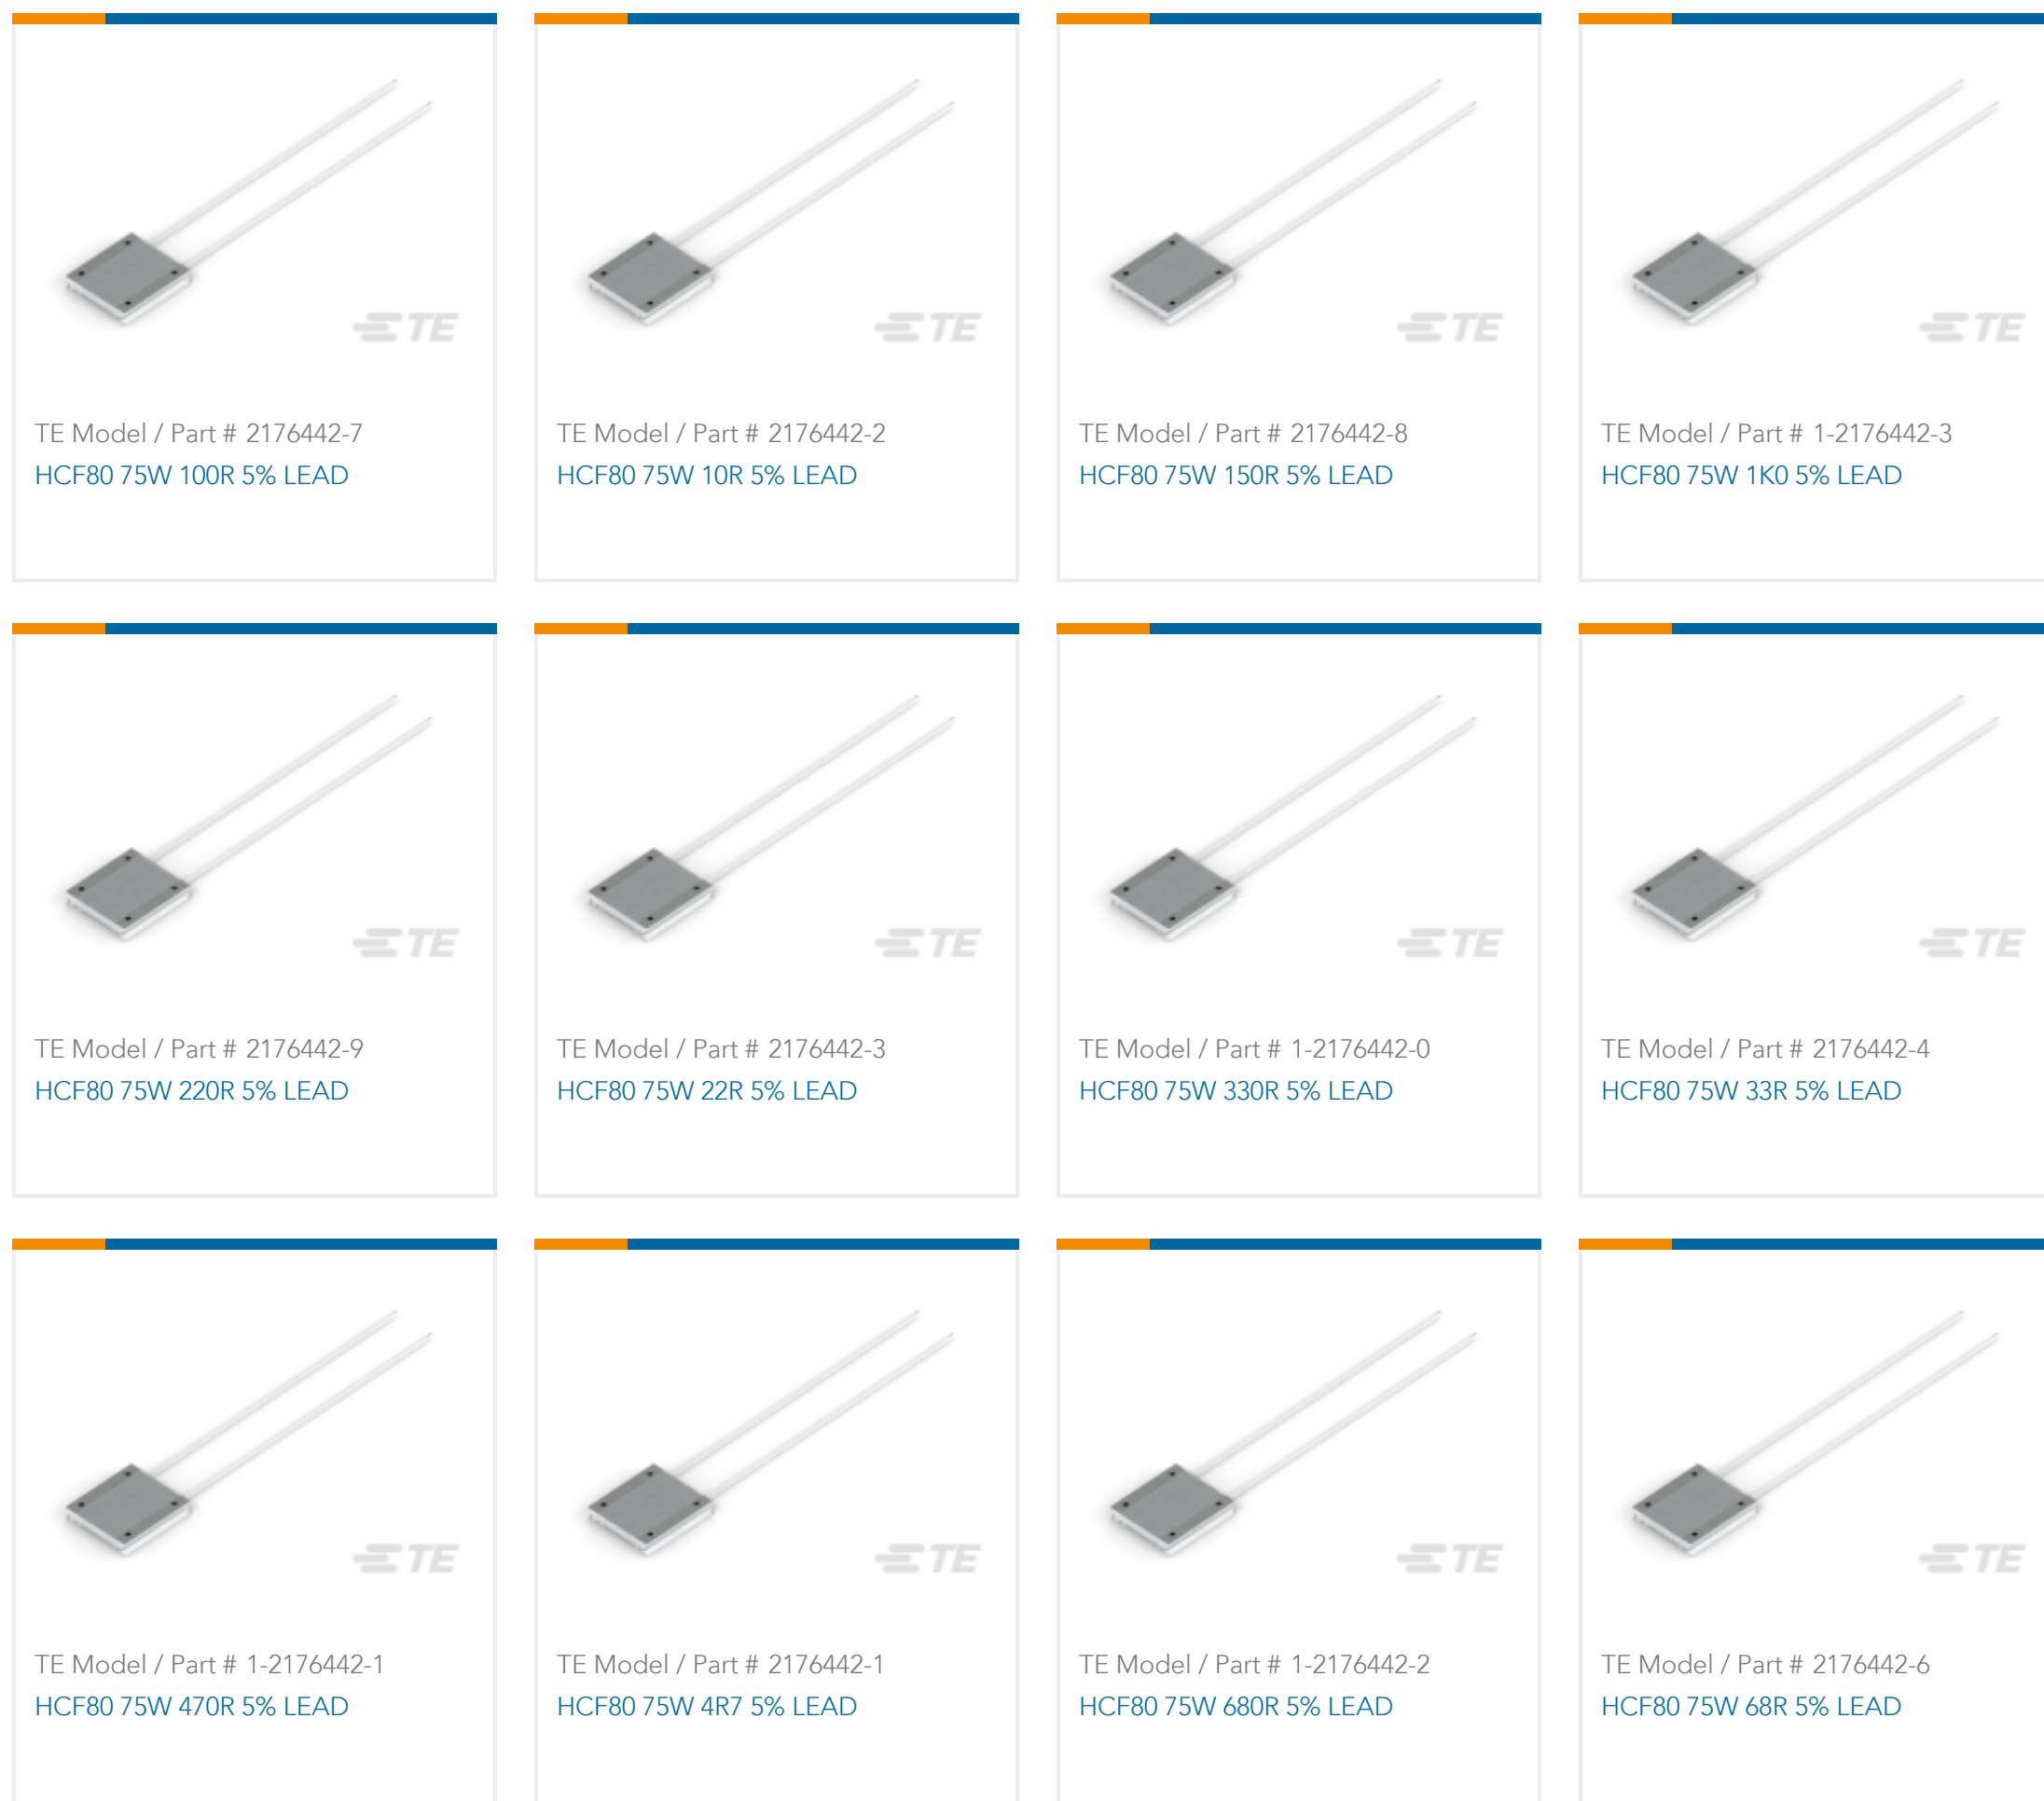 TE
TE Model / Part # 2176442-7
HCF80 75W 100R 5% LEAD
TE
TE Model / Part # 2176442-2
HCF80 75W 10R 5% LEAD
TE
TE Model / Part # 2176442-8
HCF80 75W 150R 5% LEAD
TE
TE Model / Part # 1-2176442-3
HCF80 75W 1K0 5% LEAD
TE
TE Model / Part # 2176442-9
HCF80 75W 220R 5% LEAD
TE
TE Model / Part # 2176442-3
HCF80 75W 22R 5% LEAD
TE
TE Model / Part # 1-2176442-0
HCF80 75W 330R 5% LEAD
TE
TE Model / Part # 2176442-4
HCF80 75W 33R 5% LEAD
TE
TE Model / Part # 1-2176442-1
HCF80 75W 470R 5% LEAD
TE
TE Model / Part # 2176442-1
HCF80 75W 4R7 5% LEAD
TE
TE Model / Part # 1-2176442-2
HCF80 75W 680R 5% LEAD
TE
TE Model / Part # 2176442-6
HCF80 75W 68R 5% LEAD